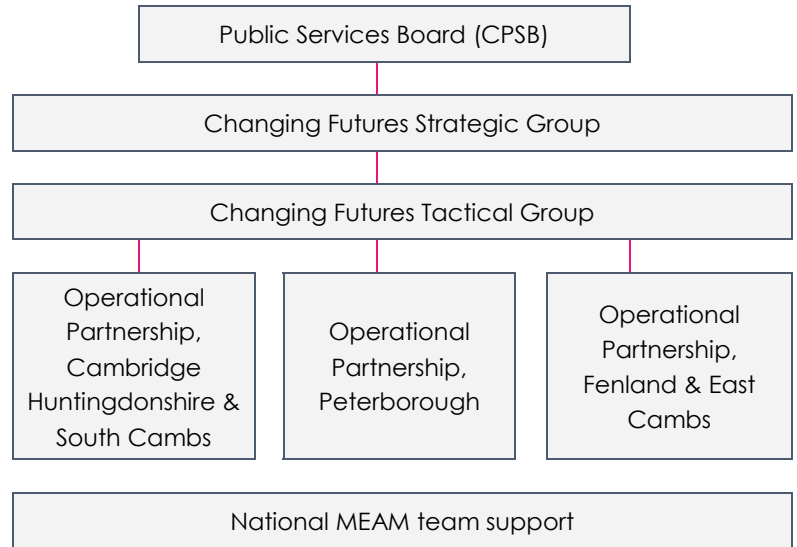 Public Services Board (CPSB)
Changing Futures Strategic Group
Changing Futures Tactical Group
Operational
Partnership,
Cambridge
Huntingdonshire &
South Cambs
Operational
Partnership,
Peterborough
Operational
Partnership,
Fenland & East
Cambs
National MEAM team support